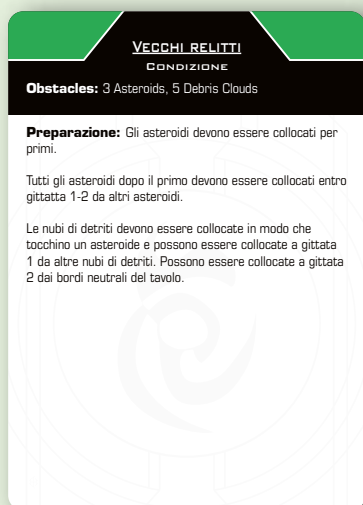 Vecchi relitti
Condizione
Obstacles: 3 Asteroids, 5 Debris Clouds
Preparazione: Gli asteroidi devono essere collocati per
primi.
Tutti gli asteroidi dopo il primo devono essere collocati entro
gittatta 1-2 da altri asteroidi.
Le nubi di detriti devono essere collocate in modo che
tocchino un asteroide e possono essere collocate a gittata
1 da altre nubi di detriti. Possono essere collocate a gittata
2 dai bordi neutrali del tavolo.